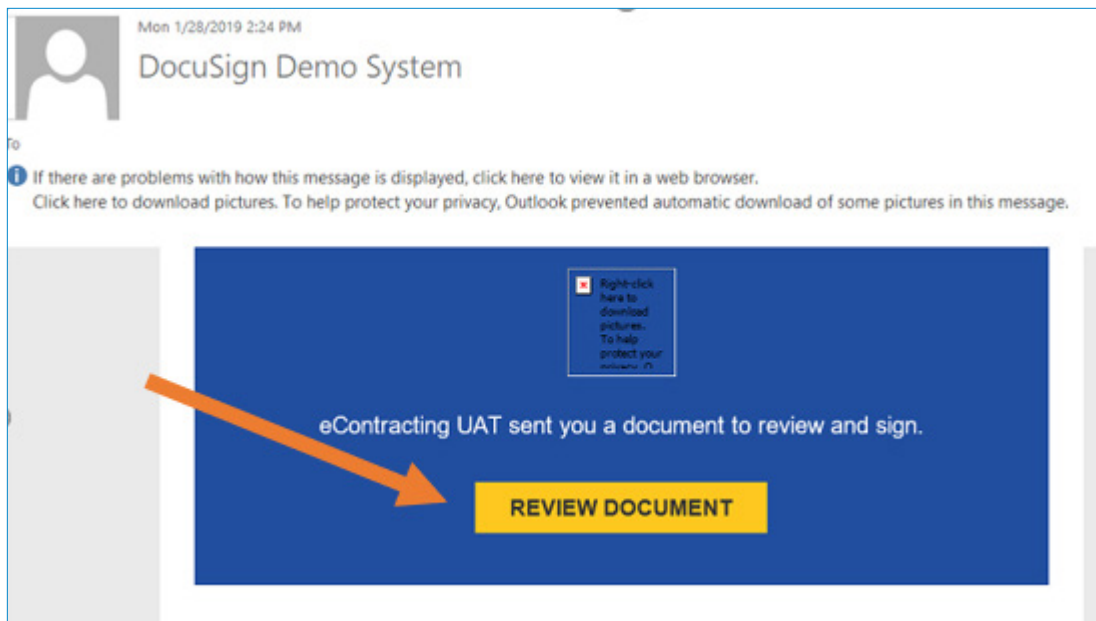 Mon 1/28/2019 2:24 PM
DocuSign Demo System
To
If there are problems with how this message is displayed, click here to view it in a web browser.
Click here to download pictures. To help protect your privacy, Outlook prevented automatic download of some pictures in this message.
Right-click
here to
download
pictures.
To help
protect your
privacy, O
eContracting UAT sent you a document to review and sign.
REVIEW DOCUMENT